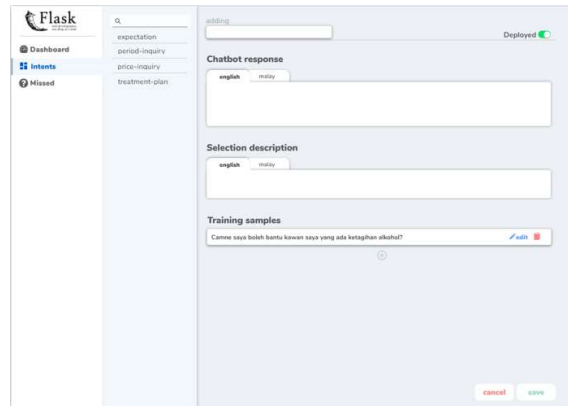 Flask
Dashboard
Intents
Missed
expectation
period-inquiry
price-inquiry
treatment-plan
adding
Deployed
Chatbot response
english malay
Selection description
english malay
Training samples
Camne saya boleh bantu kawan saya yang ada ketagihan alkohol?
edit
cancel save